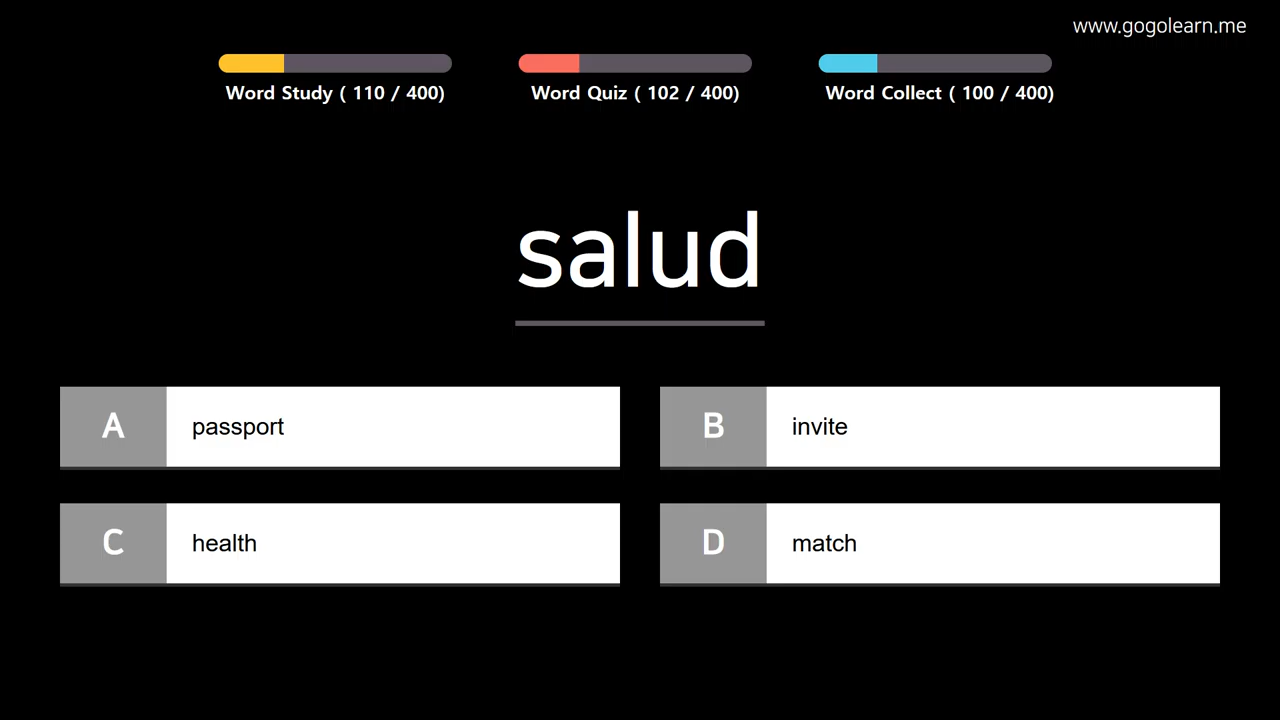 www.gogolearn.me
Word Study ( 110 / 400)
Word Quiz ( 102 / 400)
Word Collect ( 100 / 400)
salud
A passport
B invite
C health
D match